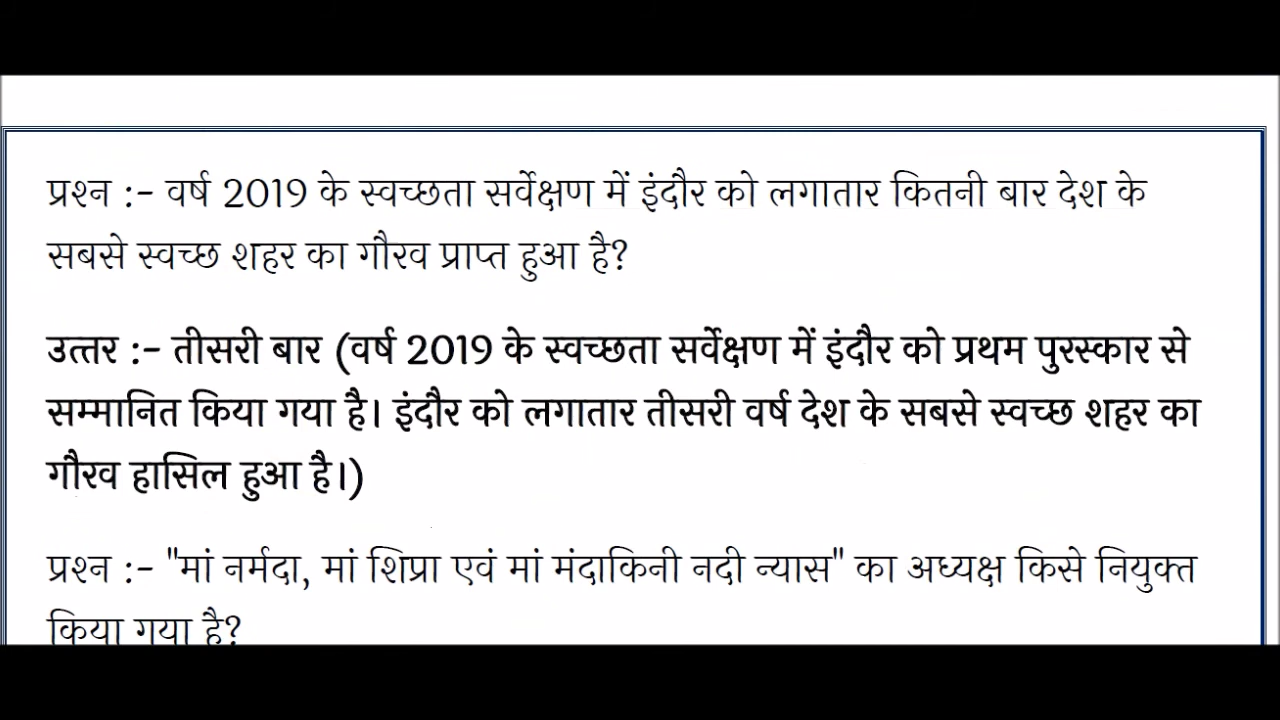 प्रश्न :- वर्ष 2019 के स्वच्छता सर्वेक्षण में इंदौर को लगातार कितनी बार देश के
सबसे स्वच्छ शहर का गौरव प्राप्त हुआ है?
उत्तर :- तीसरी बार (वर्ष 2019 के स्वच्छता सर्वेक्षण में इंदौर को प्रथम पुरस्कार से
सम्मानित किया गया है। इंदौर को लगातार तीसरी वर्ष देश के सबसे स्वच्छ शहर का
गौरव हासिल हुआ है।)
प्रश्न :- "मां नर्मदा, मां शिप्रा एवं मां मंदाकिनी नदी न्यास" का अध्यक्ष किसे नियुक्त
किया गया है?